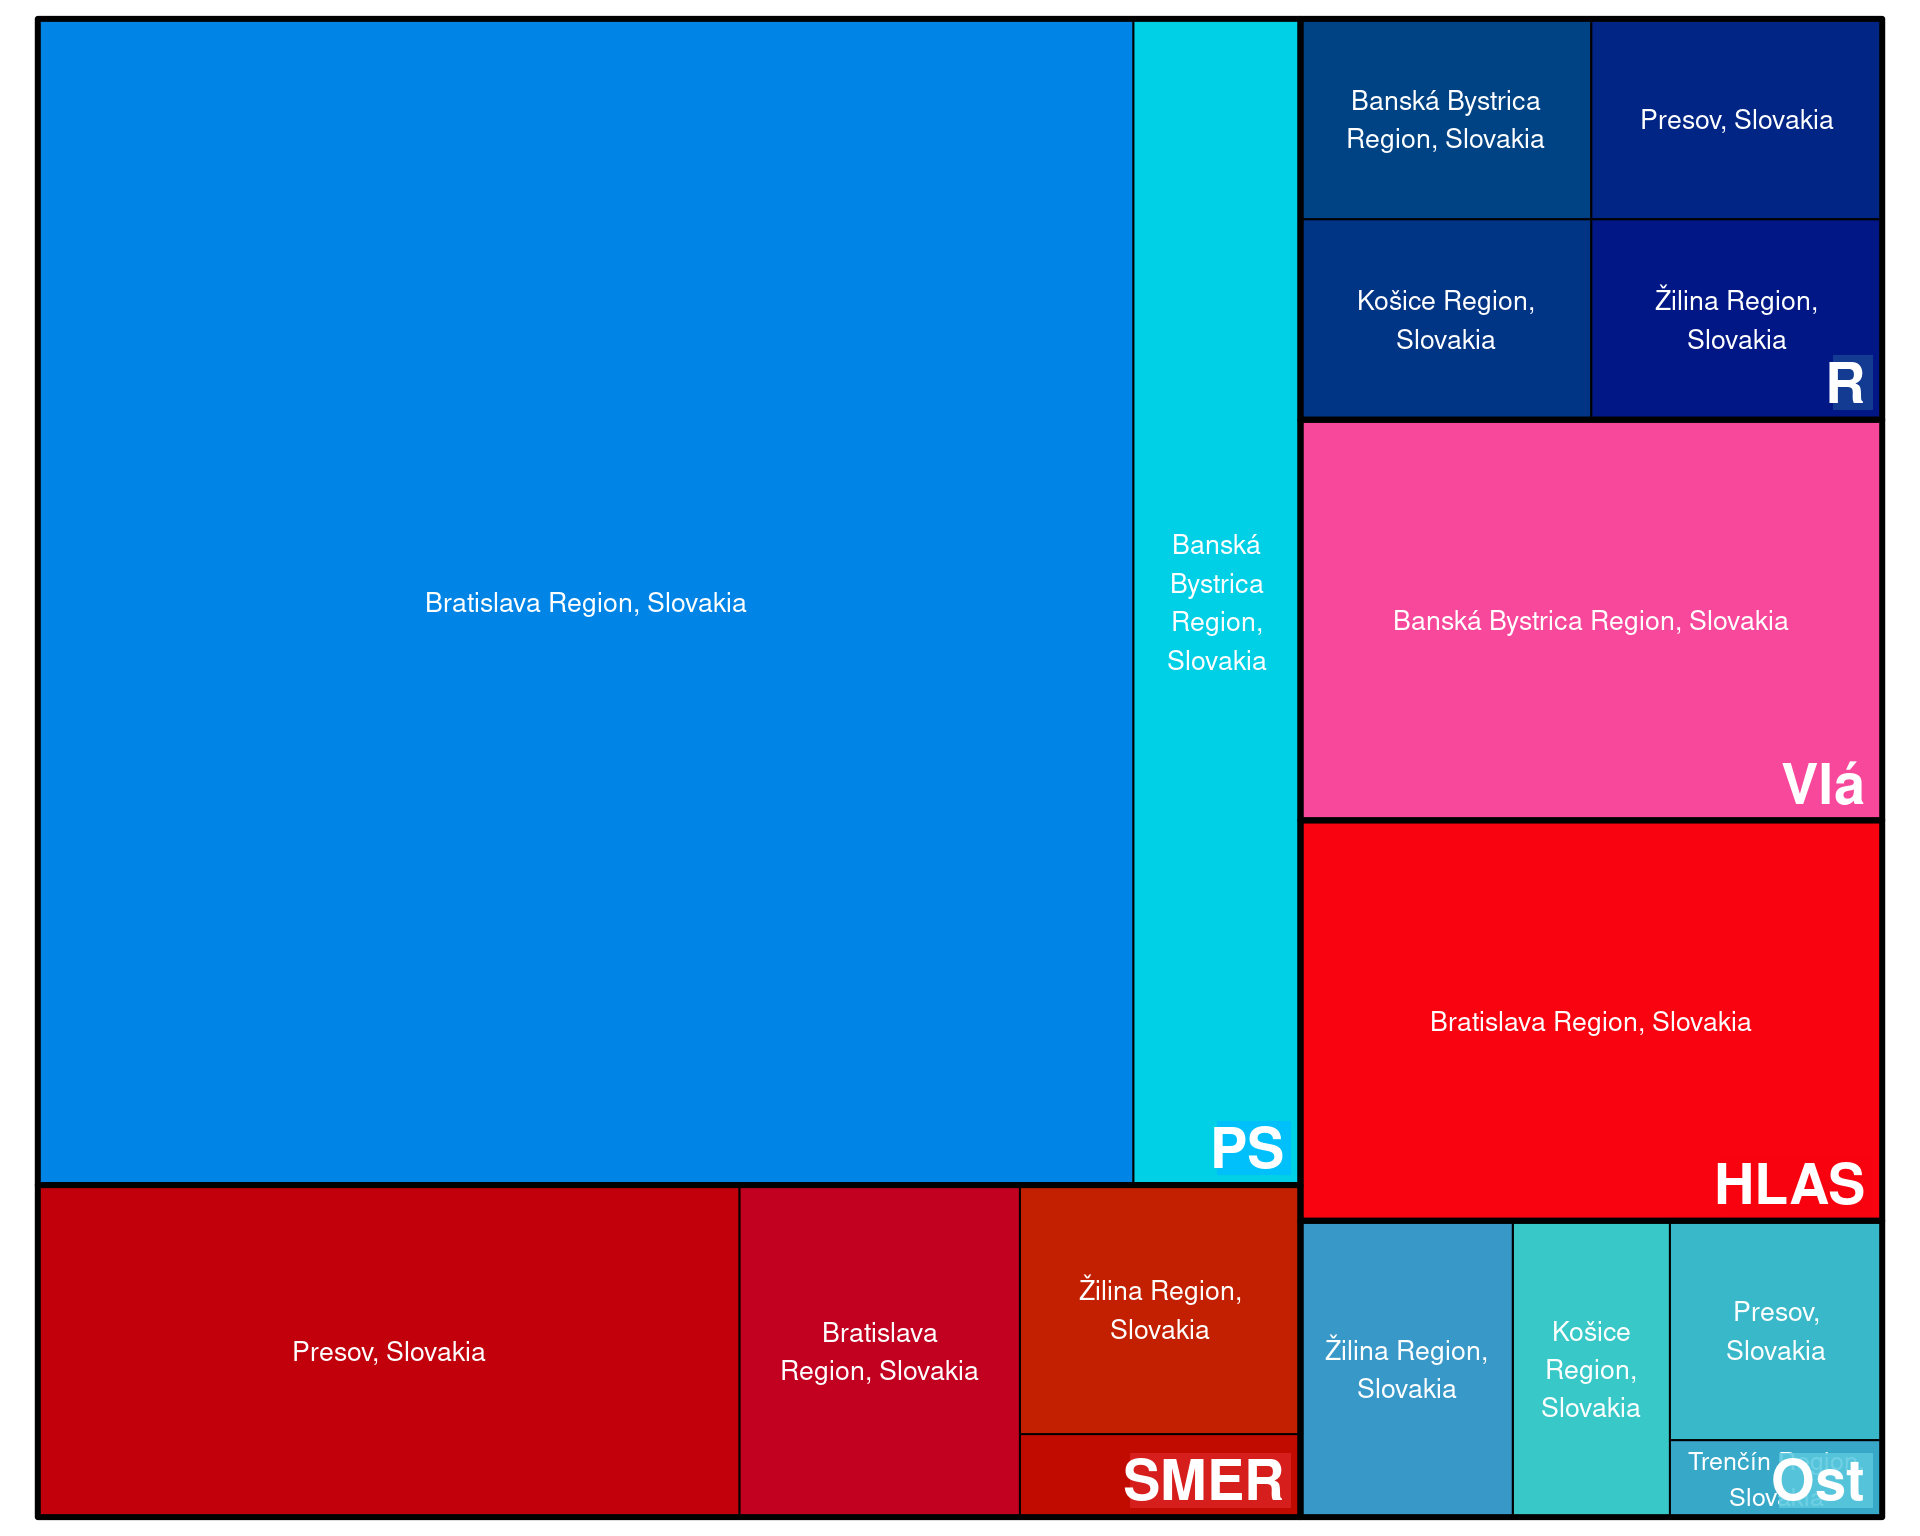 Bratislava Region, Slovakia
Banská
Bystrica
Region,
Slovakia
PS
Presov, Slovakia
Bratislava
Region, Slovakia
Žilina Region,
Slovakia
SMER
Banská Bystrica
Region, Slovakia
Presov, Slovakia
Košice Region,
Slovakia
Žilina Region,
Slovakia
R
Banská Bystrica Region, Slovakia
Vlá
Bratislava Region, Slovakia
HLAS
Žilina Region,
Slovakia
Košice
Region,
Slovakia
Presov,
Slovakia
Trenčín Region,
Slovakia
Ost